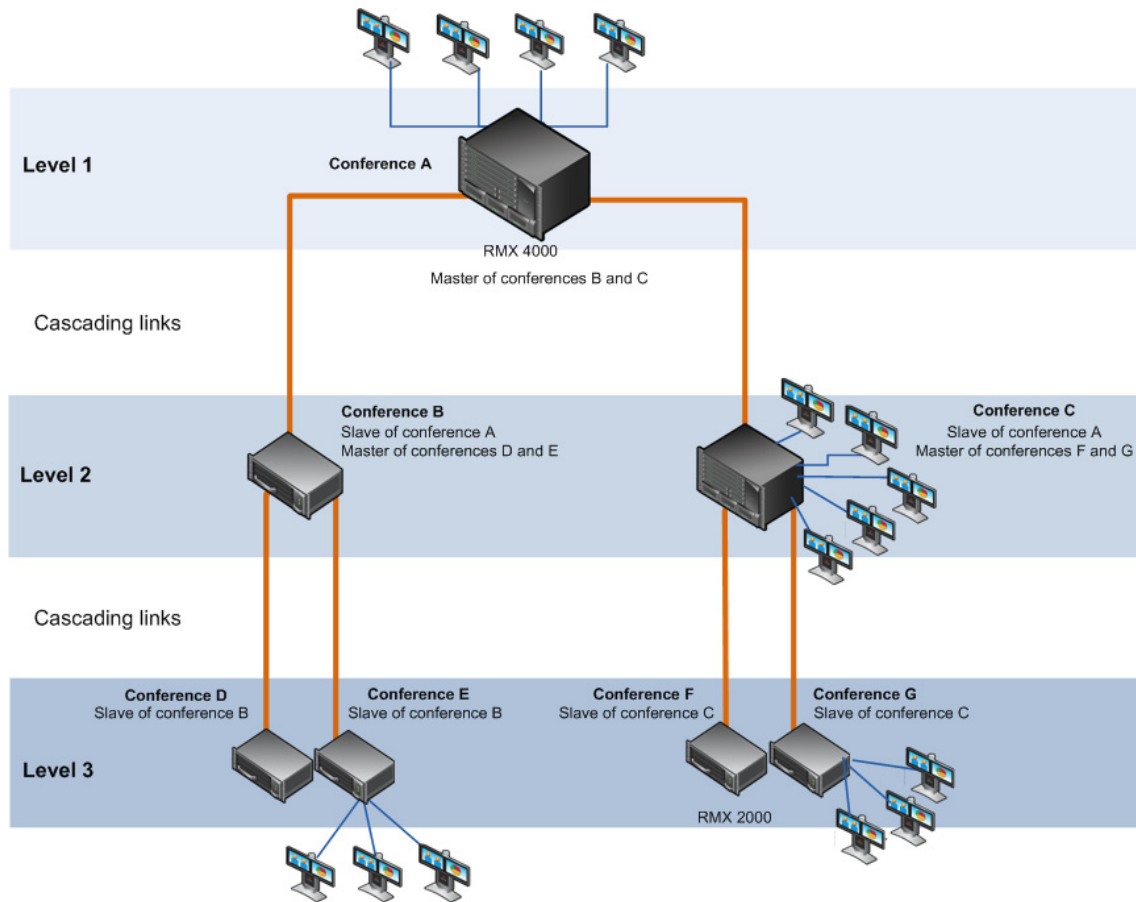 Level 1
Conference A
RMX 4000
Master of conferences B and C
Cascading links
Level 2
Conference B
Slave of conference A
Master of conferences D and E
Conference C
Slave of conference A
Master of conferences F and G
Cascading links
Level 3
Conference D
Slave of conference B
Conference E
Slave of conference B
Conference F
Slave of conference C
Conference G
Slave of conference C
RMX 2000